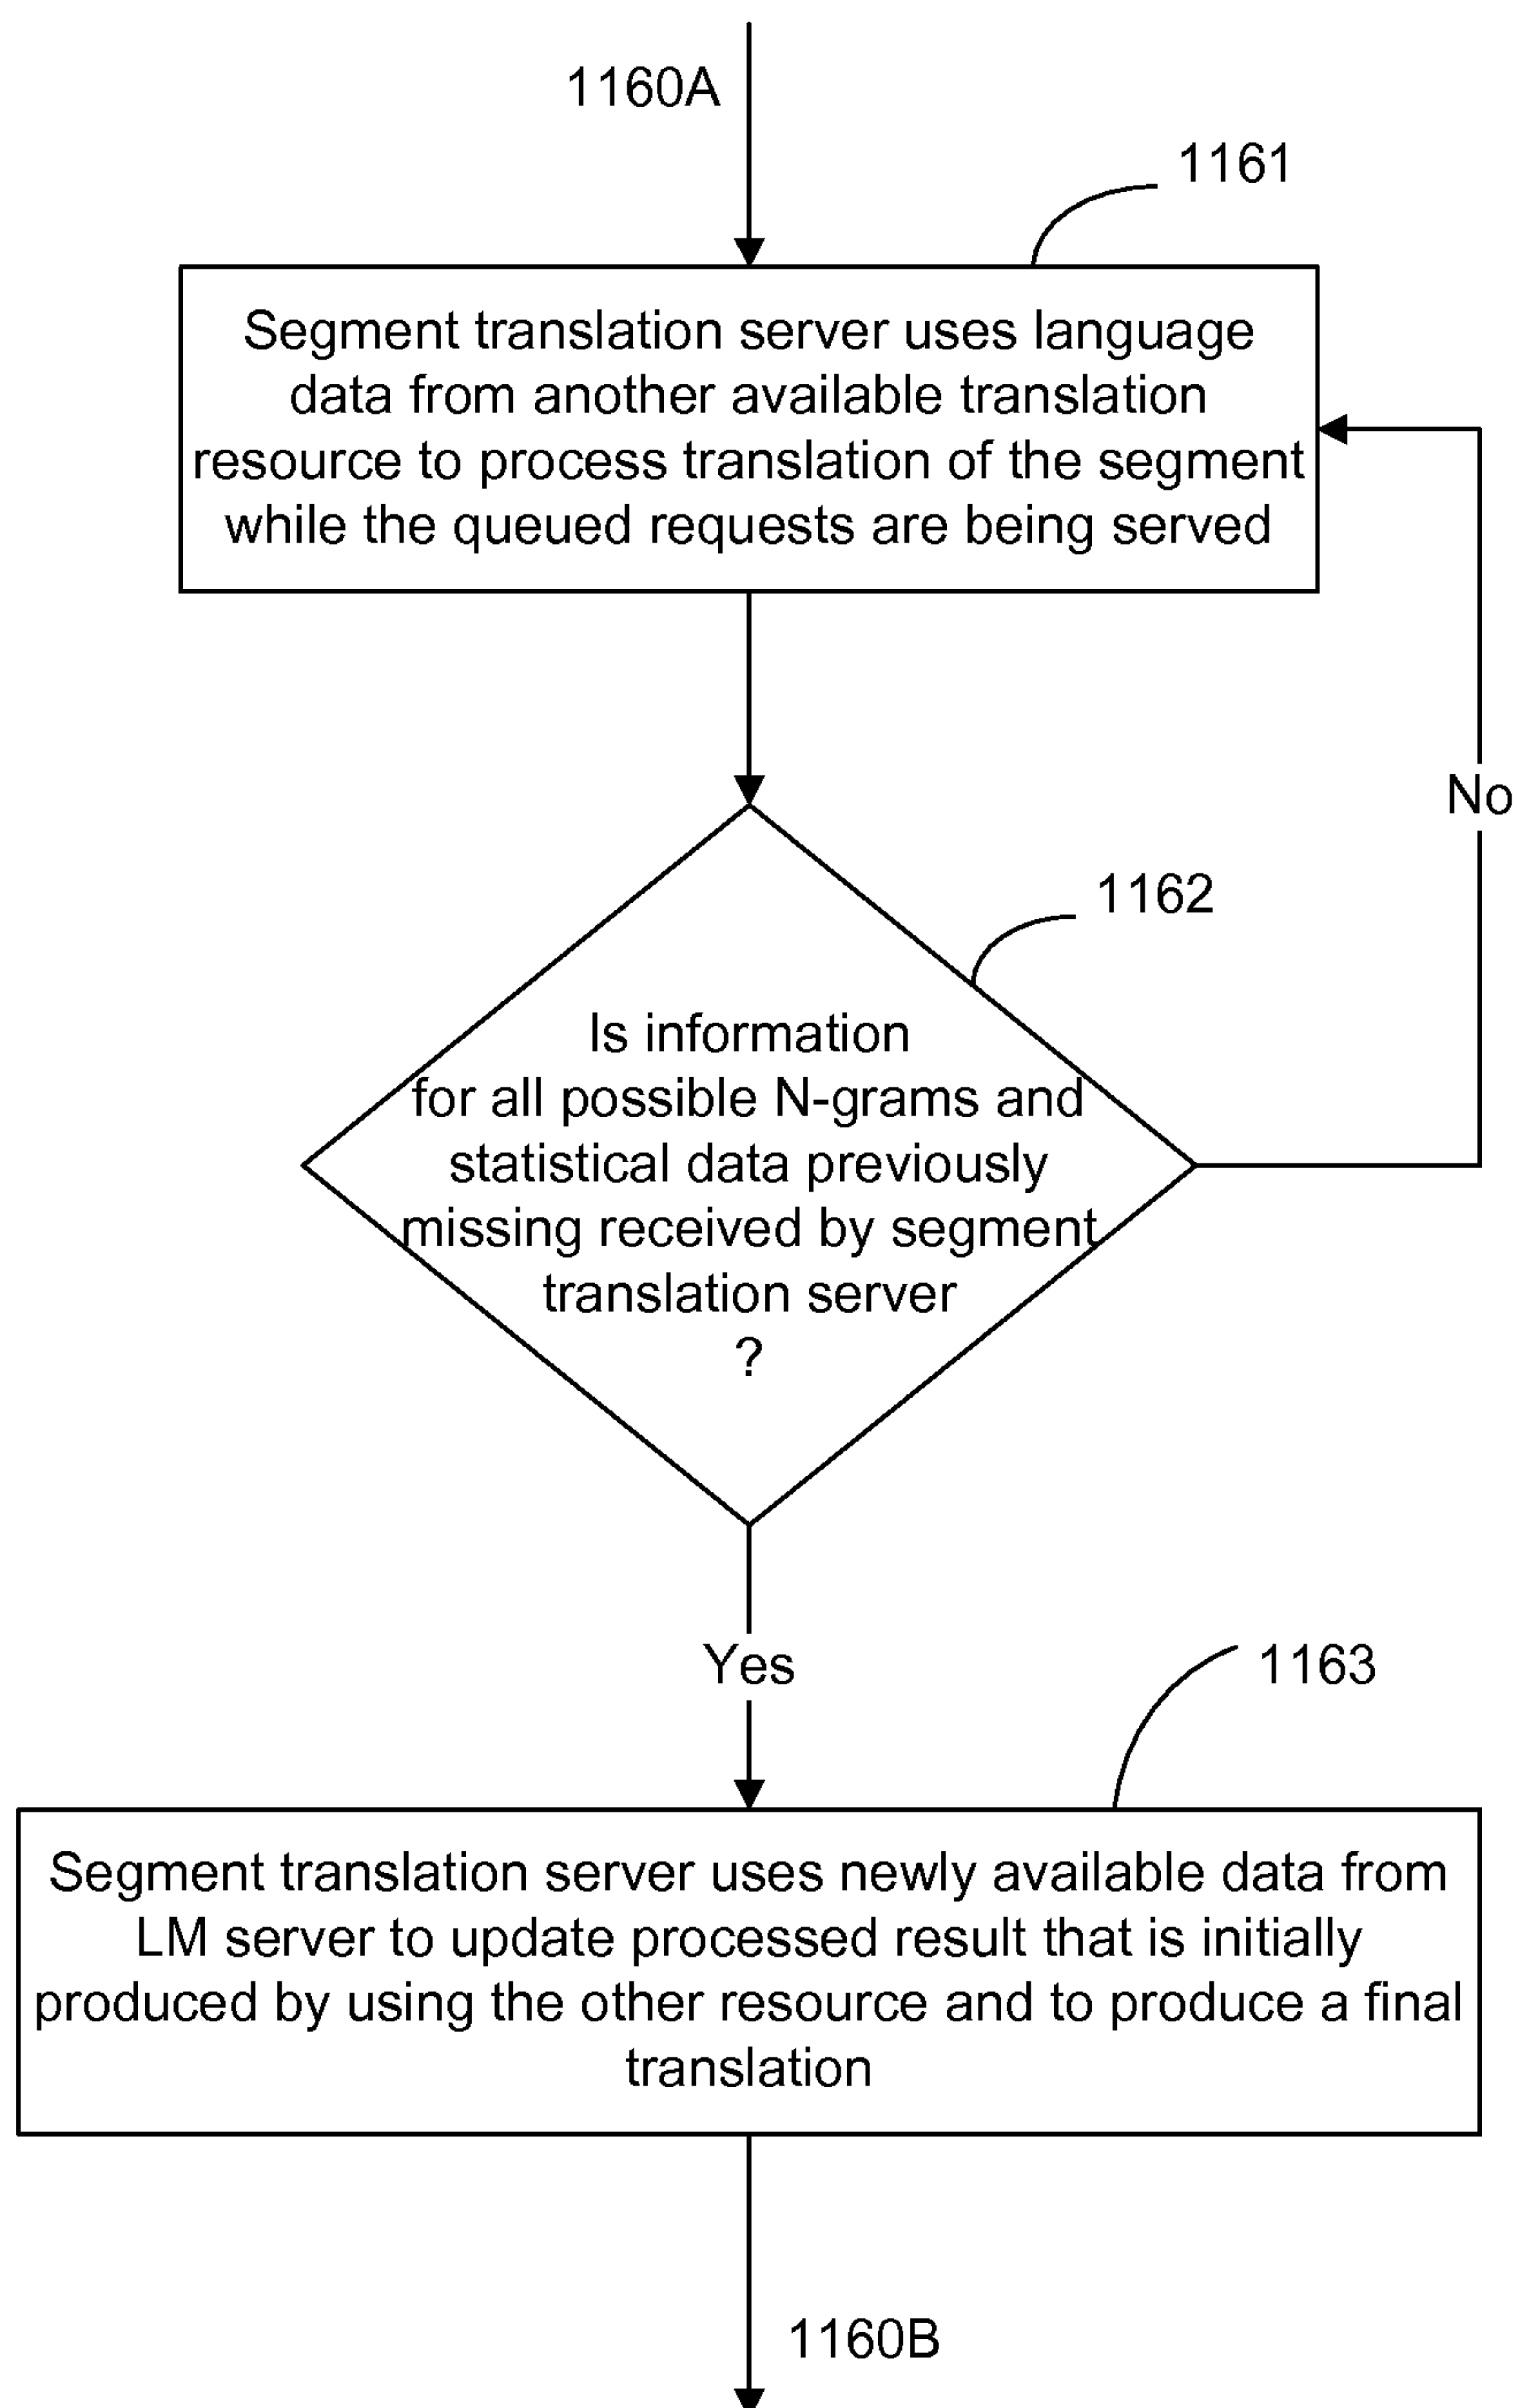 1160A
1161
Segment translation server uses language
data from another available translation
resource to process translation of the segment
while the queued requests are being served
No
1162
Is information
for all possible N-grams and
statistical data previously
missing received by segment
translation server
?
Yes
1163
Segment translation server uses newly available data from
LM server to update processed result that is initially
produced by using the other resource and to produce a final
translation
1160B